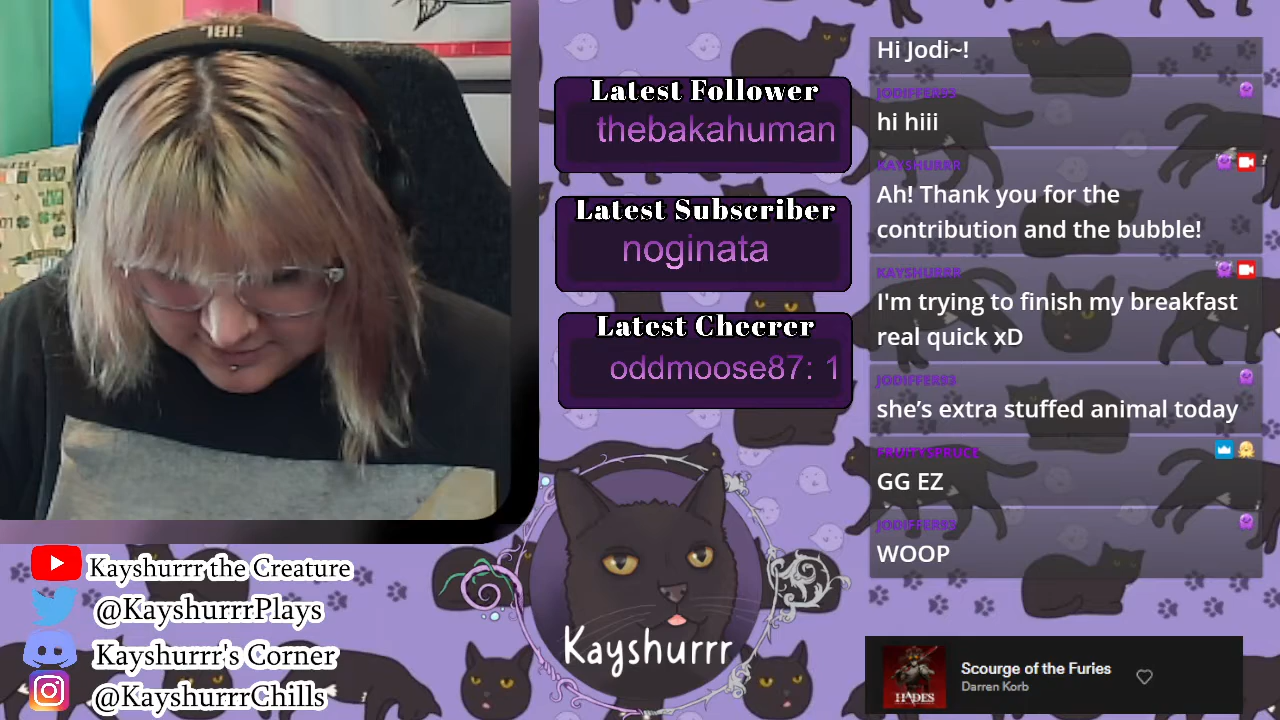 JBL
Latest Follower
thebakahuman
Latest Subscriber
noginata
Latest Cheerer
oddmoose87: 1
Hi Jodi~!
JODIFFER93
hi hiii
KAYSHURRR
Ah! Thank you for the
contribution and the bubble!
KAYSHURRR
I'm trying to finish my breakfast
real quick xD
JODIFFER93
she's extra stuffed animal today
FRUITYSPRUCE
GG EZ
JODIFFER93
WOOP
Kayshurrr the Creature
@KayshurrrPlays
Kayshurrr's Corner
@KayshurrrChills
Kayshurrr
HADES
Scourge of the Furies
Darren Korb